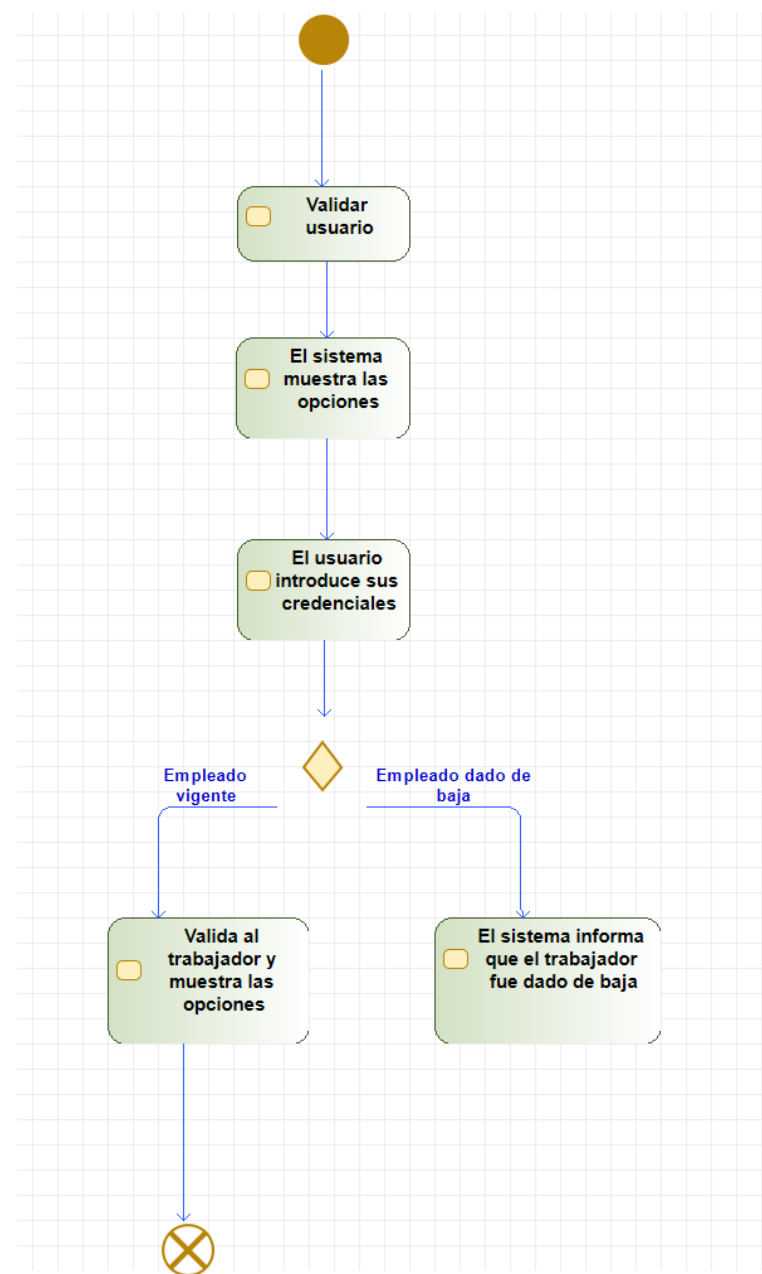 Validar
usuario
El sistema
muestra las
opciones
El usuario
introduce sus
credenciales
Empleado
vigente
Empleado dado de
baja
Valida al
trabajador y
muestra las
opciones
El sistema informa
que el trabajador
fue dado de baja